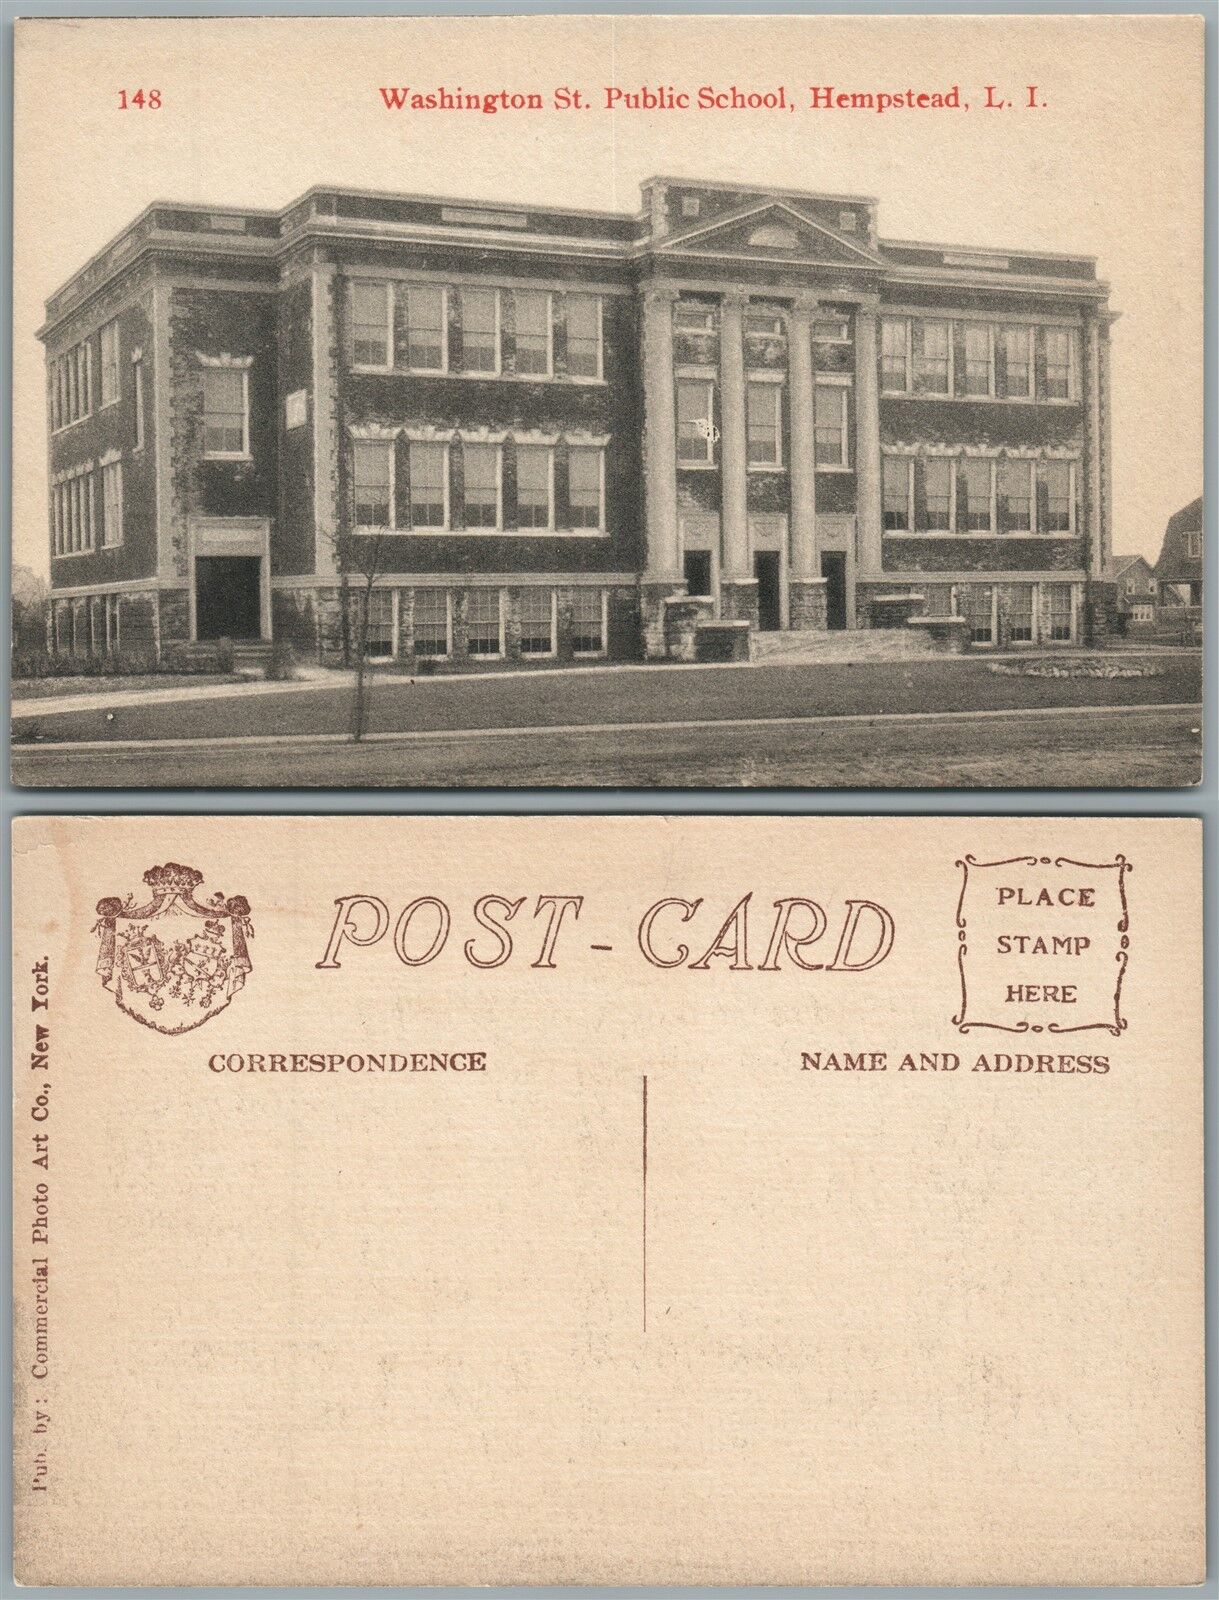 148 Washington St. Public School, Hempstead, L. I.
POST-CARD
PLACE
STAMP
HERE
CORRESPONDENCE
NAME AND ADDRESS
Pub. by: Commercial Photo Art Co., New York.